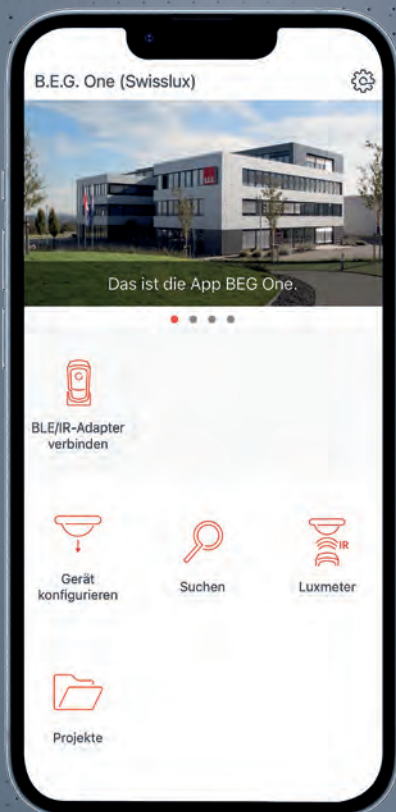 B.E.G. One (Swisslux)
Das ist die App BEG One.
BLE/IR-Adapter
verbinden
IR
Gerät
konfigurieren
Suchen
Luxmeter
Projekte